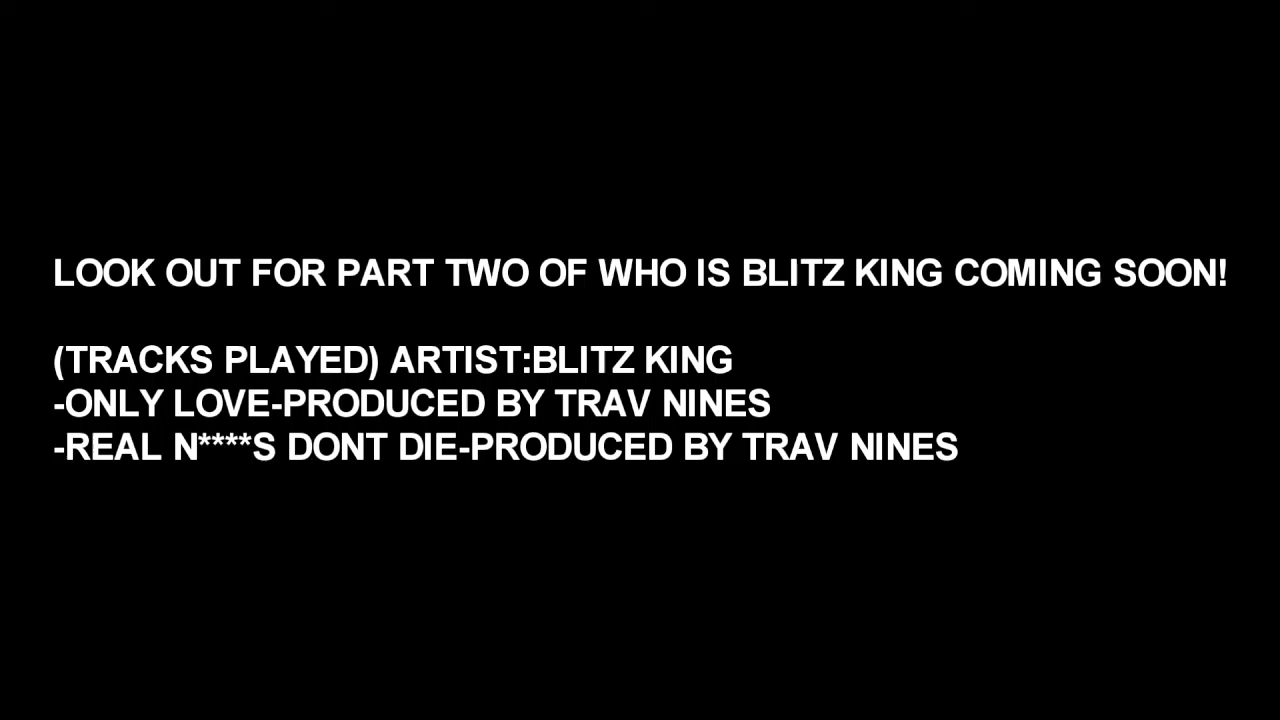 LOOK OUT FOR PART TWO OF WHO IS BLITZ KING COMING SOON!
(TRACKS PLAYED) ARTIST:BLITZ KING
-ONLY LOVE-PRODUCED BY TRAV NINES
-REAL N****S DONT DIE-PRODUCED BY TRAV NINES